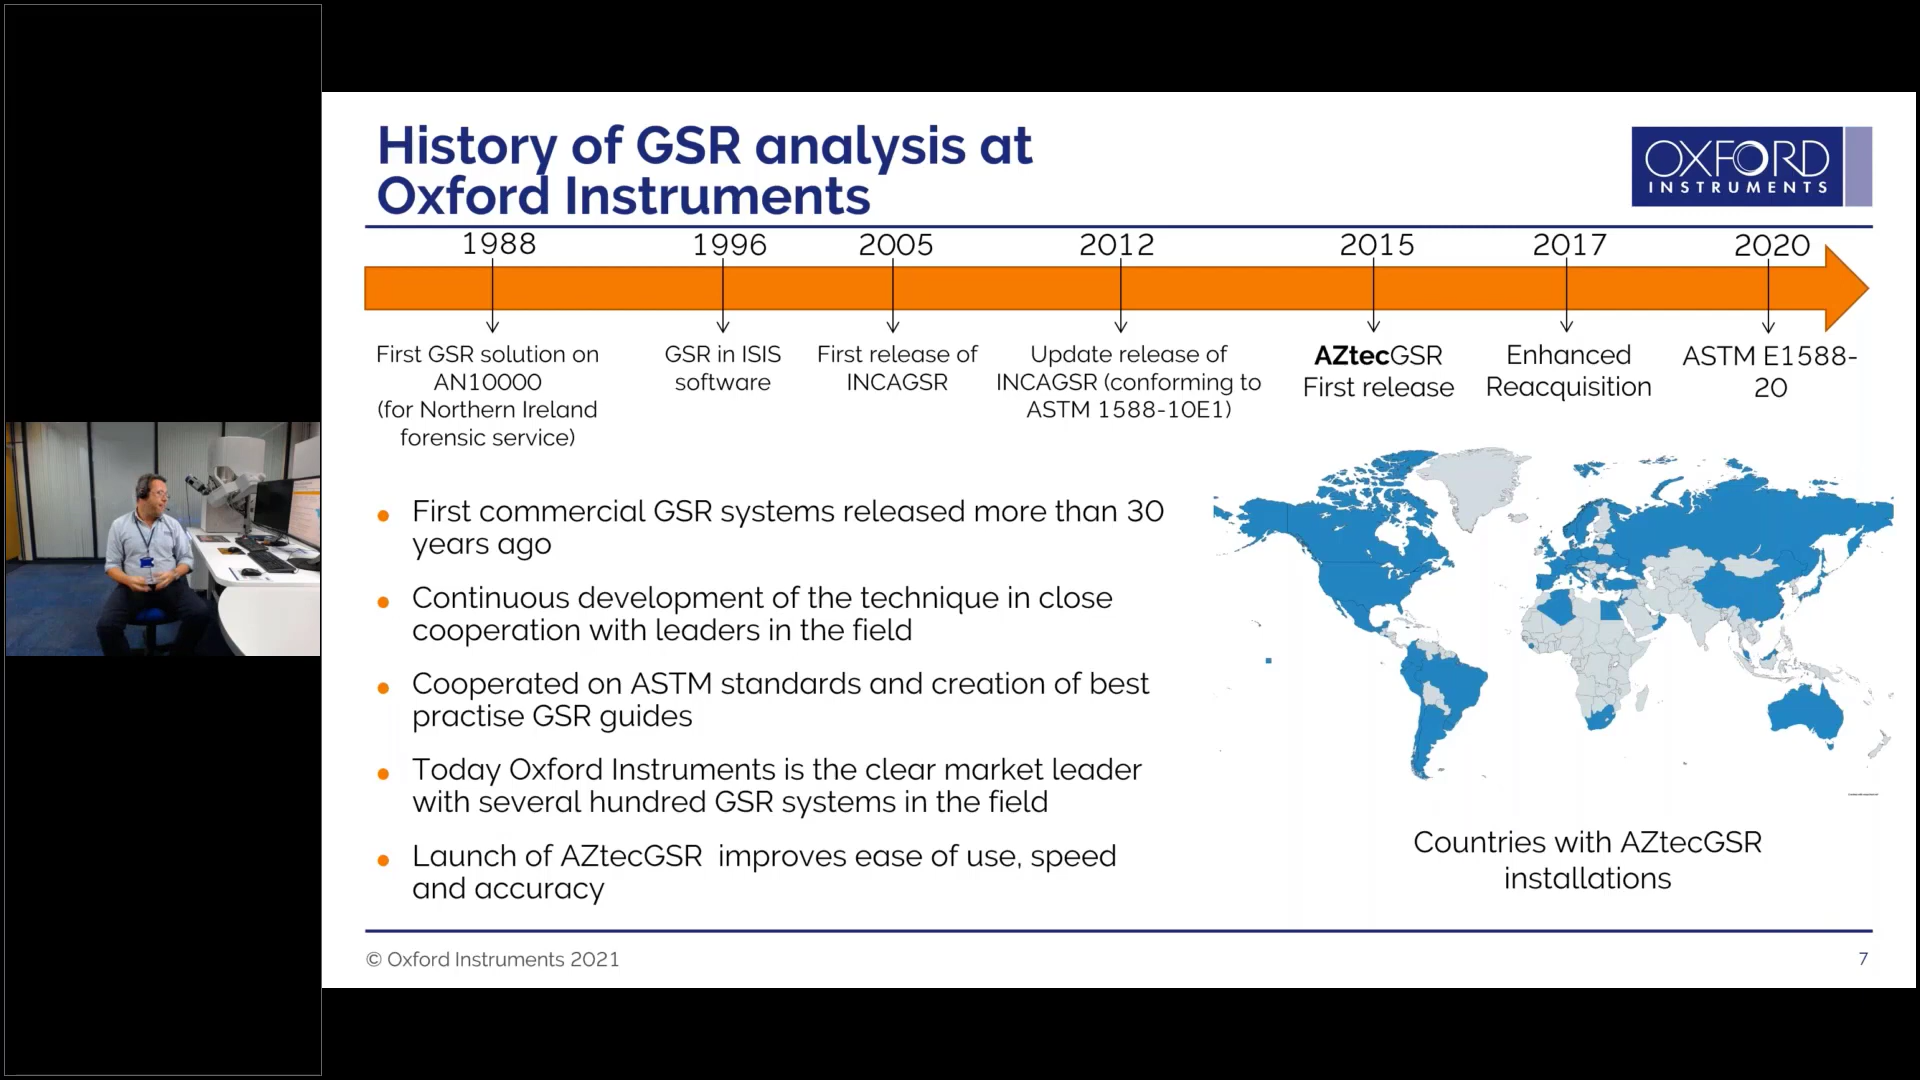 History of GSR analysis at
Oxford Instruments
OXFORD
INSTRUMENTS
1988
1996
2005
2012
2015
2017
2020
First GSR solution on
AN10000
(for Northern Ireland
forensic service)
GSR in ISIS
software
First release of
INCAGSR
Update release of
INCAGSR (conforming to
ASTM 1588-10E1)
AZtecGSR
First release
Enhanced
Reacquisition
ASTM E1588-
20
First commercial GSR systems released more than 30
years ago
Continuous development of the technique in close
cooperation with leaders in the field
Cooperated on ASTM standards and creation of best
practise GSR guides
Today Oxford Instruments is the clear market leader
with several hundred GSR systems in the field
Launch of AZtecGSR improves ease of use, speed
and accuracy
Countries with AZtecGSR
installations
© Oxford Instruments 2021
7